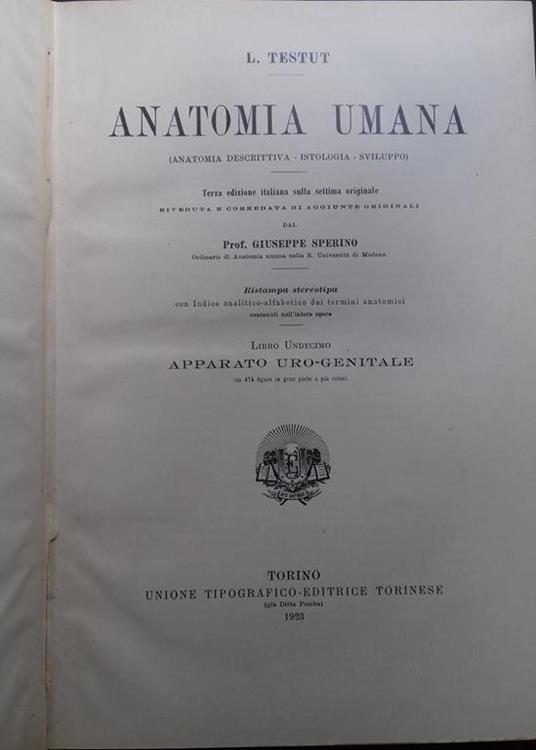 L. TESTUT
ANATOMIA UMANA
(ANATOMIA DESCRITTIVA - ISTOLOGIA - SVILUPPO)
Terza edizione italiana sulla settima originale
RIVEDUTA E CORREDATA DI AGGIUNTE ORIGINALI
DAL
Prof. GIUSEPPE SPERINO
Ordinario di Anatomia umana nella R. Università di Modena
Ristampa stereotipa
con Indice analitico-alfabetico dei termini anatomici
contenuti nell'intera opera
LIBRO UNDECIMO
APPARATO URO-GENITALE
con 474 figure in gran parte a più colori.
TORINO
UNIONE TIPOGRAFICO-EDITRICE TORINESE
(già Ditta Pomba)
1923